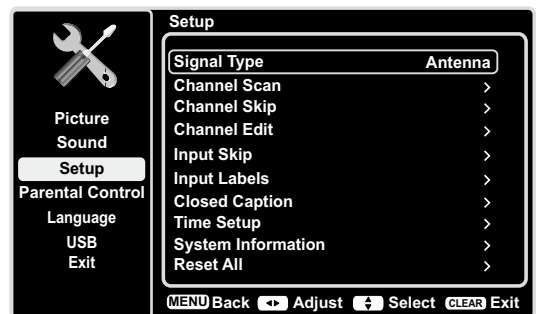 Setup
Signal Type Antenna
Channel Scan >
Channel Skip >
Channel Edit >
Input Skip >
Input Labels >
Closed Caption >
Time Setup >
System Information >
Reset All >
Picture
Sound
Setup
Parental Control
Language
USB
Exit
MENU Back Adjust Select CLEAR Exit